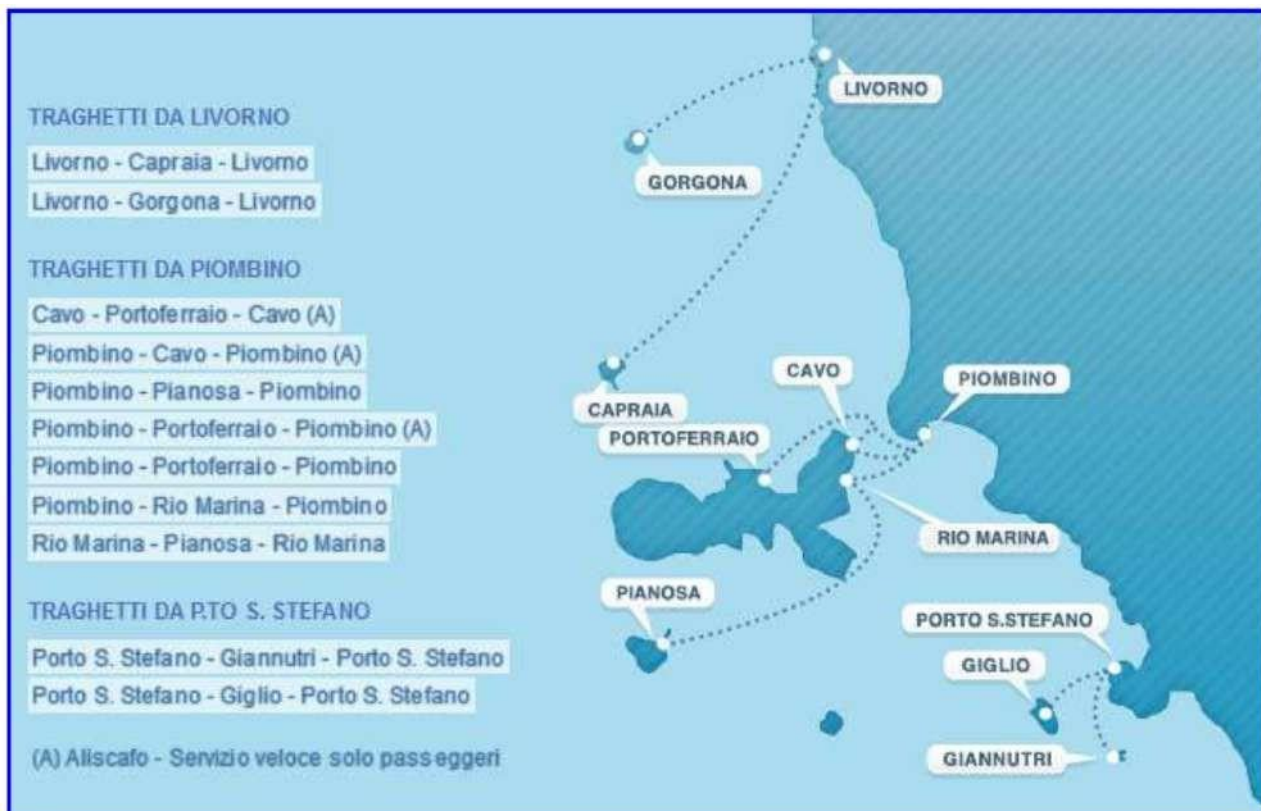 TRAGHETTI DA LIVORNO
Livorno - Capraia - Livorno
Livorno - Gorgona - Livorno
TRAGHETTI DA PIOMBINO
Cavo - Portoferraio - Cavo (A)
Piombino - Cavo - Piombino (A)
Piombino - Pianosa - Piombino
Piombino - Portoferraio - Piombino (A)
Piombino - Portoferraio - Piombino
Piombino - Rio Marina - Piombino
Rio Marina - Pianosa - Rio Marina
TRAGHETTI DA P.TO S. STEFANO
Porto S. Stefano - Giannutri - Porto S. Stefano
Porto S. Stefano - Giglio - Porto S. Stefano
(A) Aliscafo - Servizio veloce solo passeggeri
LIVORNO
GORGONA
CAPRAIA
CAVO
PIOMBINO
PORTOFERRAIO
RIO MARINA
PIANOSA
PORTO S.STEFANO
GIGLIO
GIANNUTRI